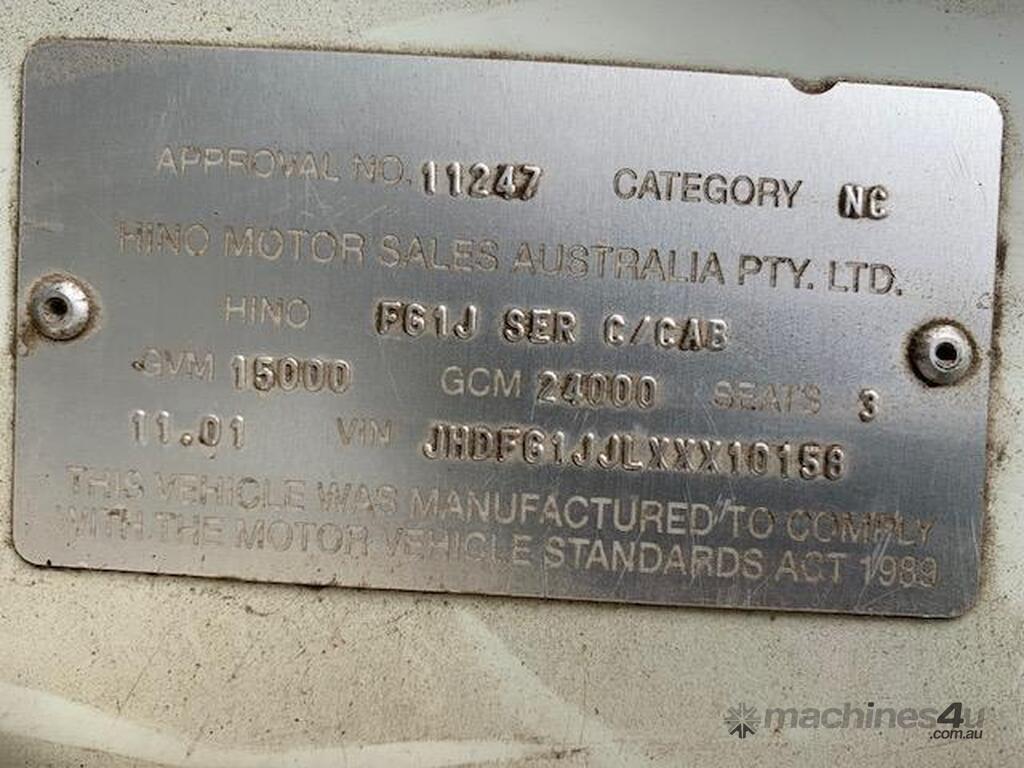 APPROVAL NO. 11247 CATEGORY NC
HINO MOTOR SALES AUSTRALIA PTY. LTD.
HINO FG1J SER C/CAB
GVM 15000 GCM 24000 SEATS 3
11.01 VIN JHDFG1JJLXXX10158
THIS VEHICLE WAS MANUFACTURED TO COMPLY
WITH THE MOTOR VEHICLE STANDARDS ACT 1989
machines4u
.com.au